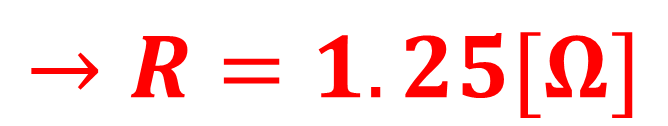 → R = 1.25[Ω]